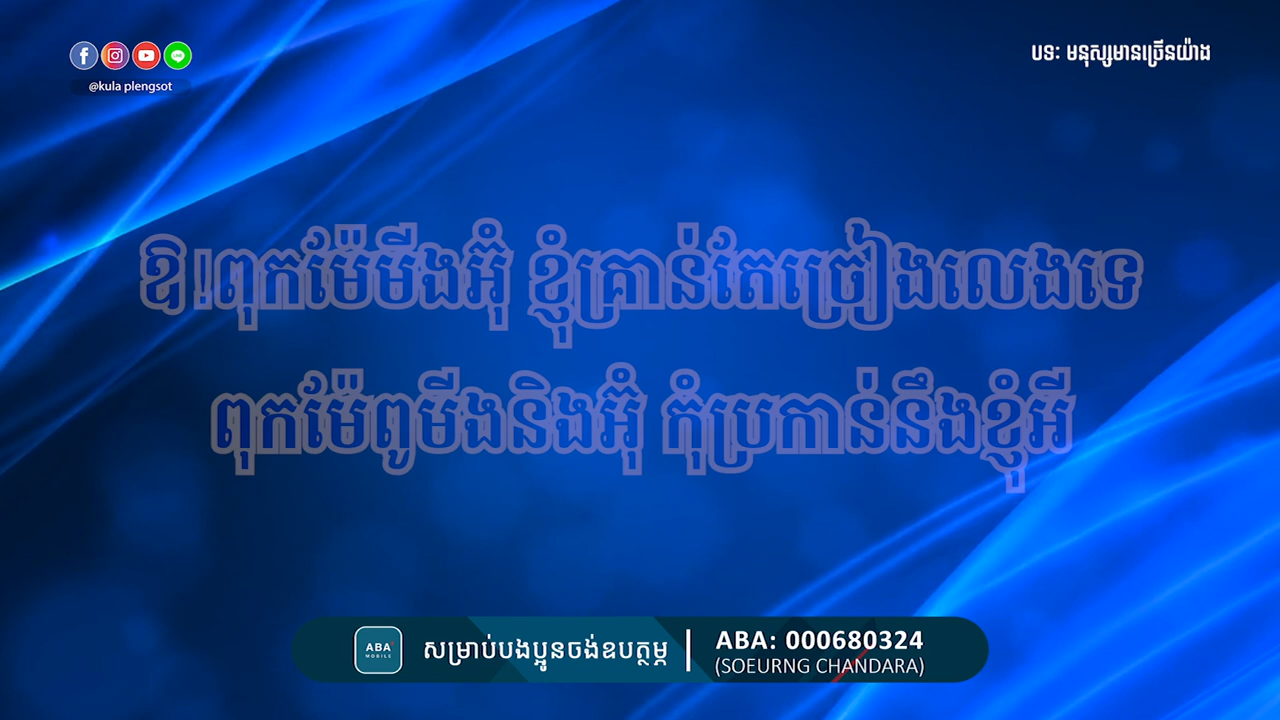 @kula plengsot
បទ: មនុស្សមានច្រើនយ៉ាង
ឱ!ពុកម៉ែមីងអ៊ុំ ខ្ញុំគ្រាន់តែច្រៀងលេងទេ
ពុកម៉ែពូមីងនិងអ៊ុំ កុំប្រកាន់នឹងខ្ញុំអី
ABA
MOBILE
សម្រាប់បងប្អូនចង់ឧបត្ថម្ភ
ABA: 000680324
(SOEURNG CHANDARA)